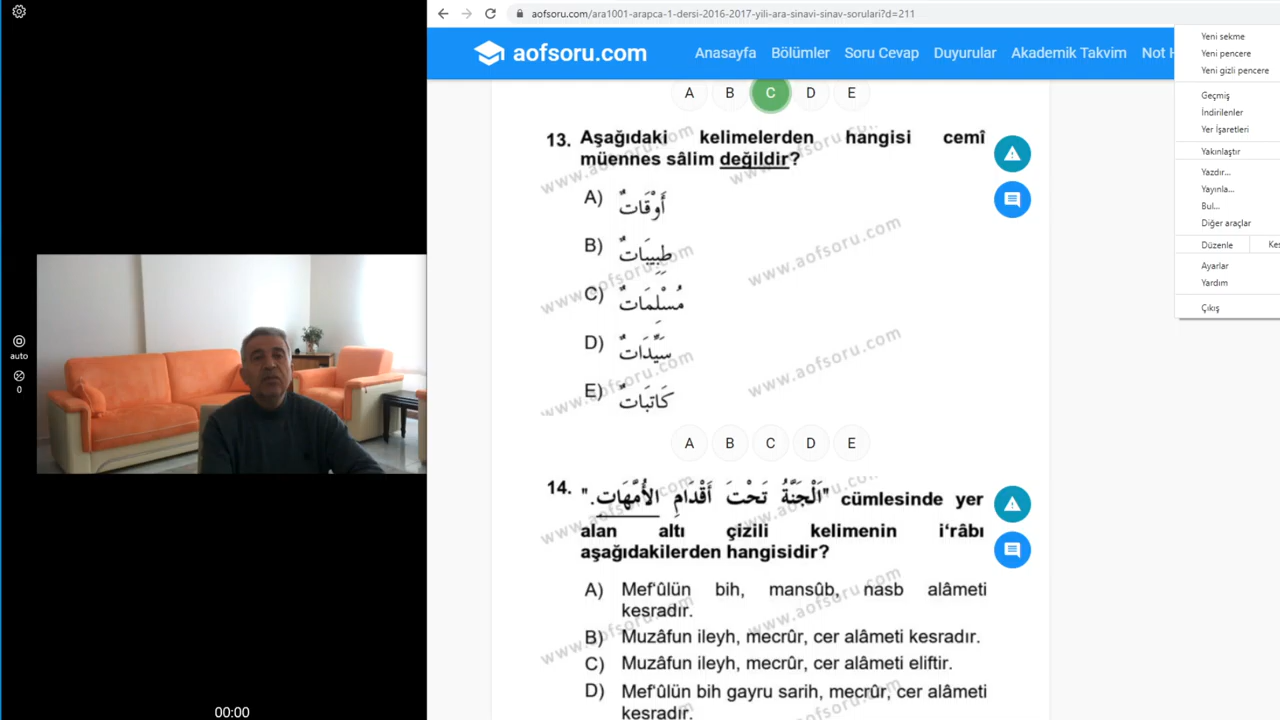 aofsoru.com/ara1001-arapca-1-dersi-2016-2017-yili-ara-sinavi-sinav-sorulari?d=211
aofsoru.com Anasayfa Bölümler Soru Cevap Duyurular Akademik Takvim Not
Yeni sekme
Yeni pencere
Yeni gizli pencere
Geçmiş
İndirilenler
Yer İşaretleri
Yakınlaştır
Yazdır...
Yayınla...
Bul...
Diğer araçlar
Düzenle
Ayarlar
Yardım
Çıkış
A B C D E
13. Aşağıdaki kelimelerden hangisi cemî
müennes sâlim değildir?
A) أَوْقَاتٌ
B) طَبِيبَاتٌ
C) مُسْلِمَاتٌ
D) سَيِّدَاتٌ
E) كَاتِبَاتٌ
A B C D E
14. "اَلْجَنَّةُ تَحْتَ أَقْدَامِ الأُمَّهَاتِ." cümlesinde yer
alan altı çizili kelimenin i‘râbı
aşağıdakilerden hangisidir?
A) Mef‘ûlün bih, mansûb, nasb alâmeti
kesradır.
B) Muzâfun ileyh, mecrûr, cer alâmeti kesradır.
C) Muzâfun ileyh, mecrûr, cer alâmeti eliftir.
D) Mef‘ûlün bih gayru sarih, mecrûr, cer alâmeti
kesradır.
www.aofsoru.com
auto
0
00:00